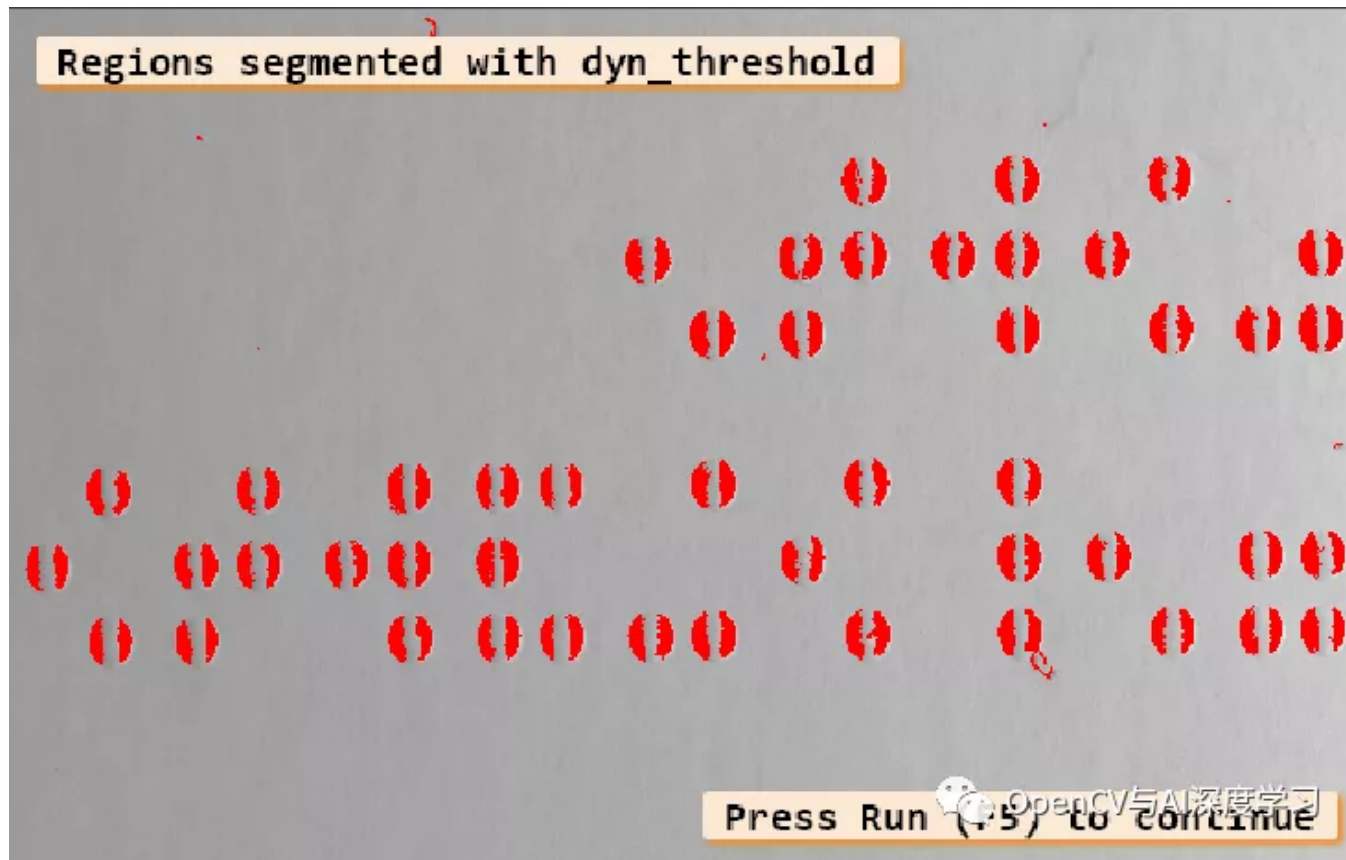 Regions segmented with dyn_threshold
OpenCV与AI深度学习
Press Run (F5) to continue